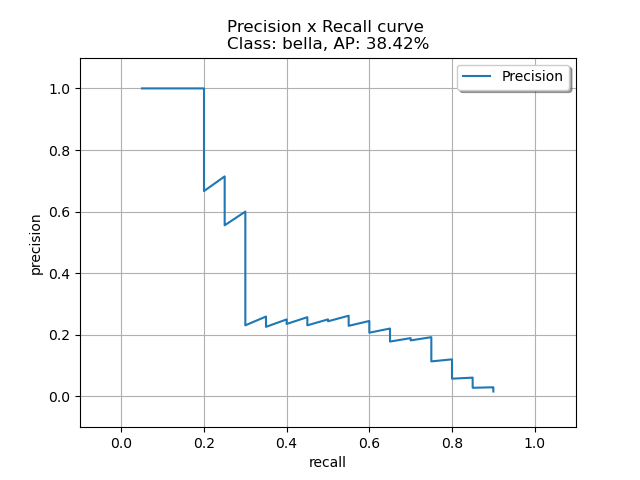 Precision x Recall curve
Class: bella, AP: 38.42%
Precision
1.0
0.8
0.6
0.4
0.2
0.0
precision
0.0 0.2 0.4 0.6 0.8 1.0
recall